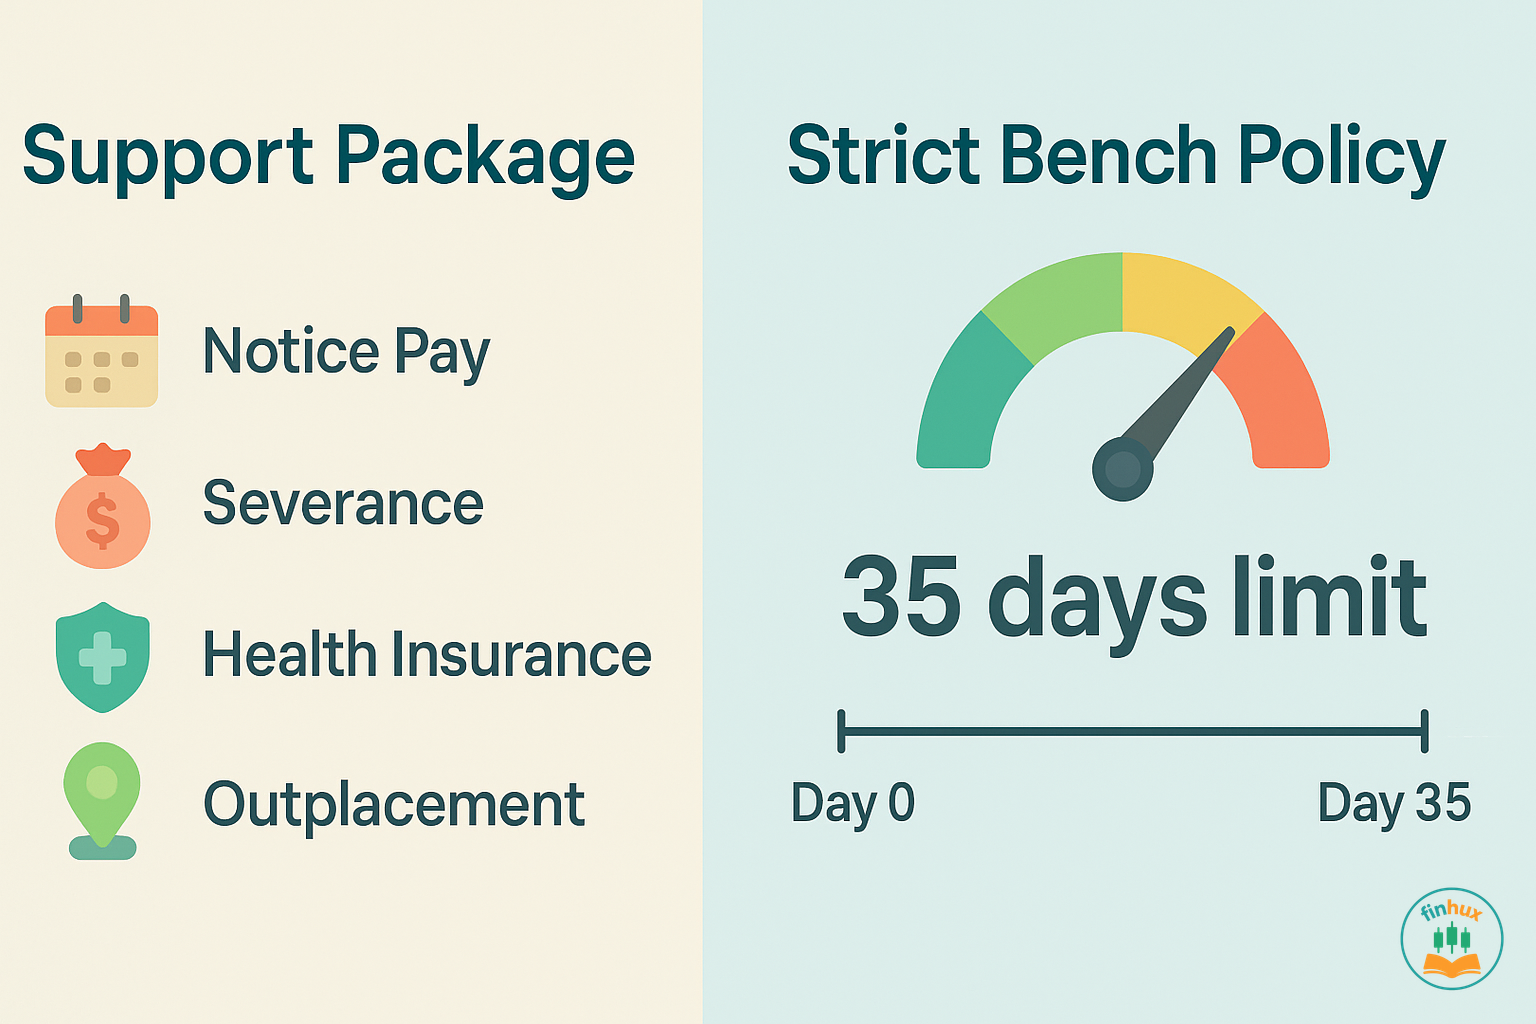 Support Package
Notice Pay
$
Severance
Health Insurance
Outplacement
Strict Bench Policy
35 days limit
Day 0
Day 35
finhux